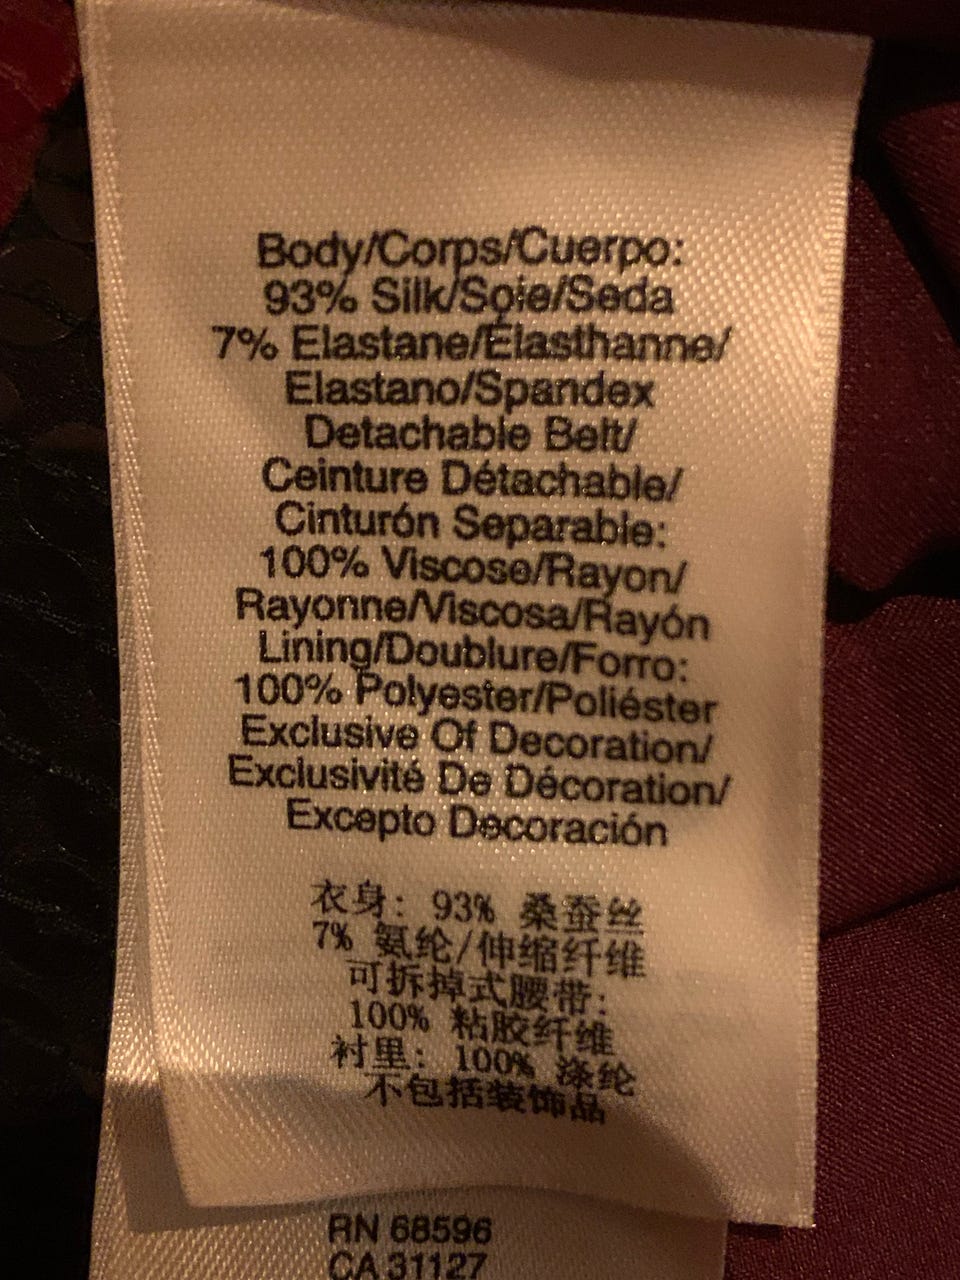 Body/Corps/Cuerpo:
93% Silk/Soie/Seda
7% Elastane/Élasthanne/
Elastano/Spandex
Detachable Belt/
Ceinture Détachable/
Cinturón Separable:
100% Viscose/Rayon/
Rayonne/Viscosa/Rayón
Lining/Doublure/Forro:
100% Polyester/Poliéster
Exclusive Of Decoration/
Exclusivité De Décoration/
Excepto Decoración
衣身: 93% 桑蚕丝
7% 氨纶/伸缩纤维
可拆掉式腰带:
100% 粘胶纤维
衬里: 100% 涤纶
不包括装饰品
RN 68596
CA 31127